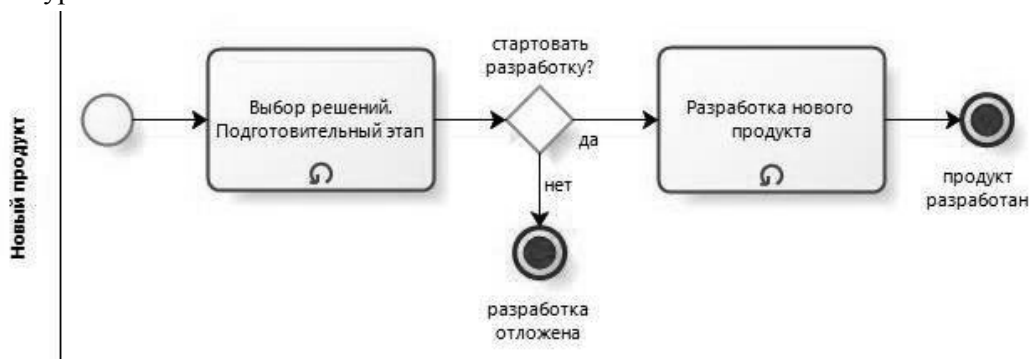 Новый продукт
Выбор решений.
Подготовительный этап
стартовать
разработку?
да
нет
разработка
отложена
Разработка нового
продукта
продукт
разработан